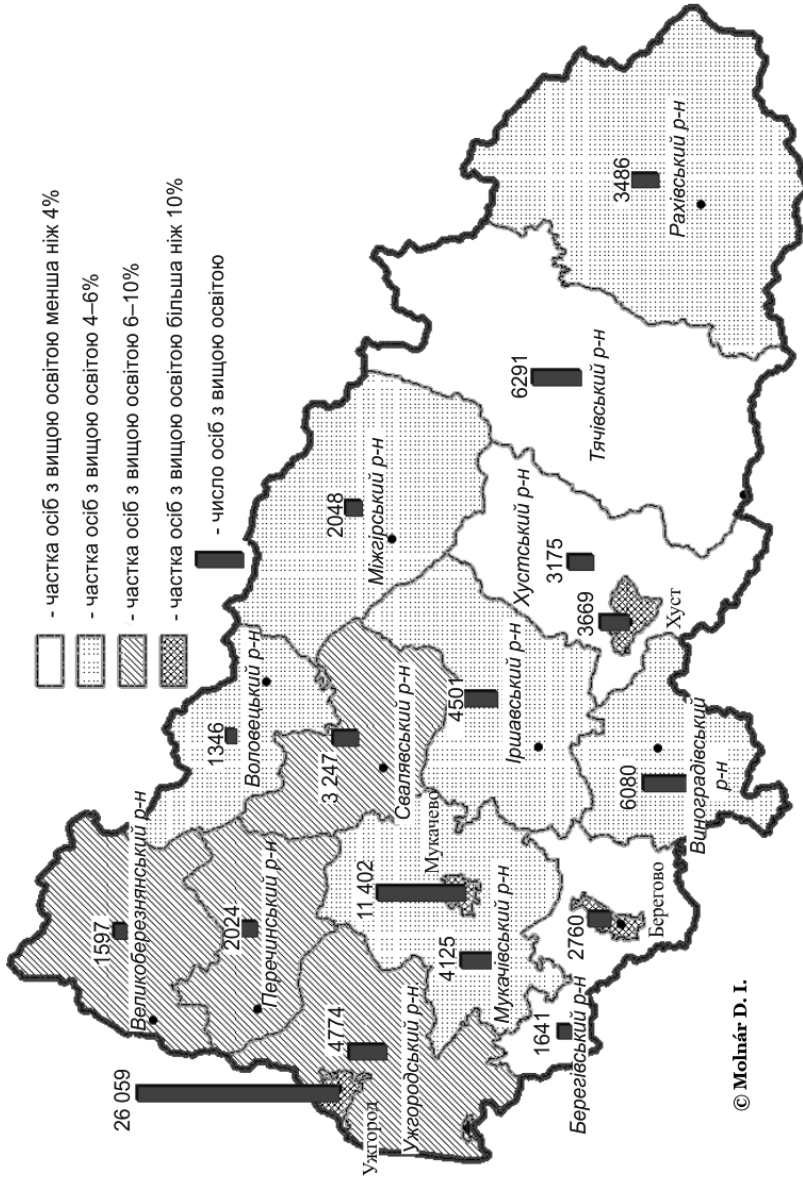 - частка осіб з вищою освітою менша ніж 4%
- частка осіб з вищою освітою 4–6%
- частка осіб з вищою освітою 6–10%
- частка осіб з вищою освітою більша ніж 10%
- число осіб з вищою освітою
26 059
Ужгород
4774
Ужгородський р-н
1597
Великоберезнянський р-н
2024
Перечинський р-н
1346
Воловецький р-н
3 247
Свалявський р-н
2048
Міжгірський р-н
11 402
Мукачево
4125
Мукачівський р-н
4501
Іршавський р-н
1641
Берегівський р-н
2760
Берегово
6080
Виноградівський
р-н
3669
Хуст
3175
Хустський р-н
6291
Тячівський р-н
3486
Рахівський р-н
© Molnár D. I.